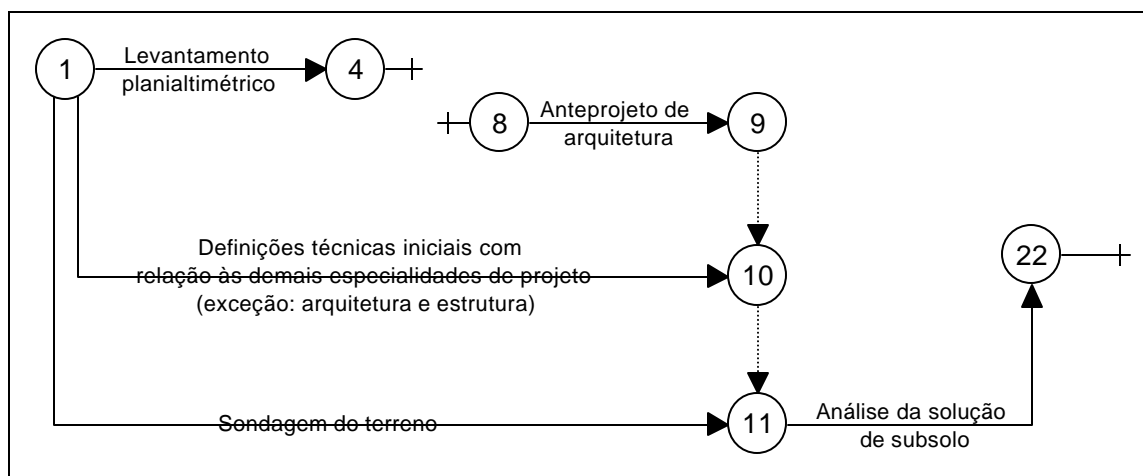 1
Levantamento
planialtimétrico
4
8
Anteprojeto de
arquitetura
9
Definições técnicas iniciais com
relação às demais especialidades de projeto
(exceção: arquitetura e estrutura)
10
22
Sondagem do terreno
11
Análise da solução
de subsolo